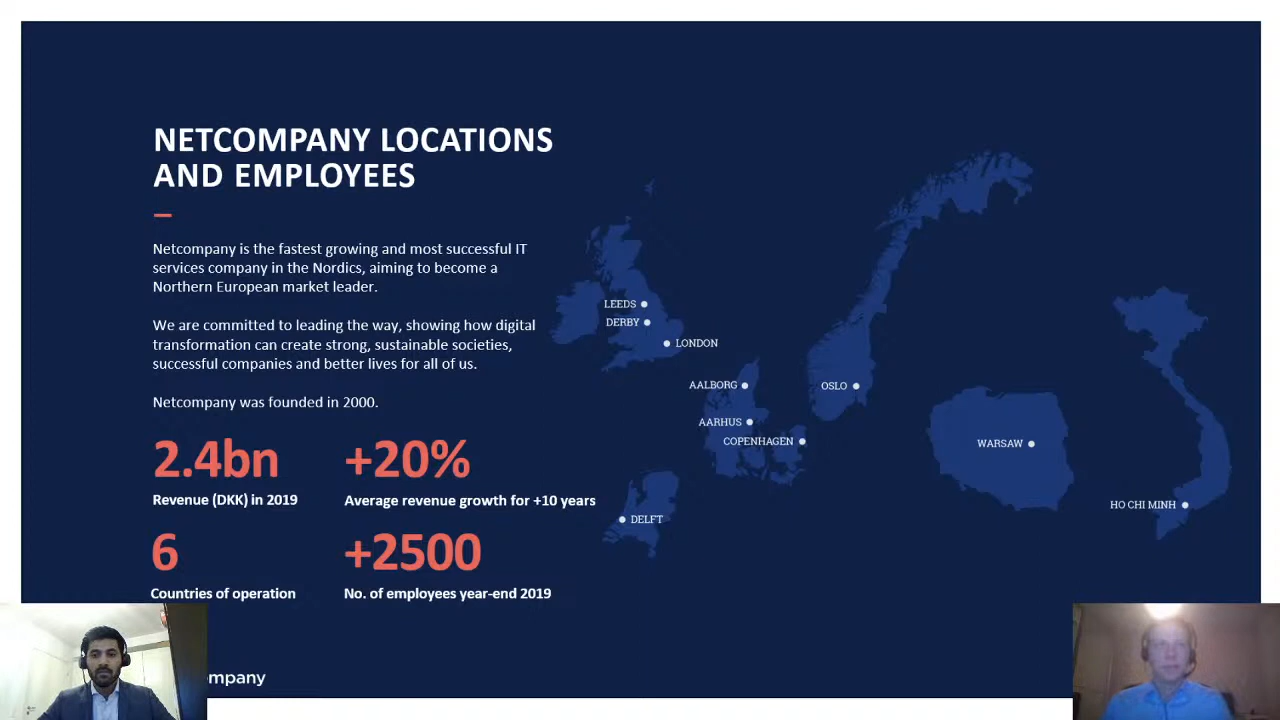 NETCOMPANY LOCATIONS
AND EMPLOYEES
Netcompany is the fastest growing and most successful IT
services company in the Nordics, aiming to become a
Northern European market leader.
We are committed to leading the way, showing how digital
transformation can create strong, sustainable societies,
successful companies and better lives for all of us.
Netcompany was founded in 2000.
2.4bn
Revenue (DKK) in 2019
+20%
Average revenue growth for +10 years
6
Countries of operation
+2500
No. of employees year-end 2019
LEEDS
DERBY
LONDON
AALBORG
AARHUS
COPENHAGEN
DELFT
OSLO
WARSAW
HO CHI MINH
ompany